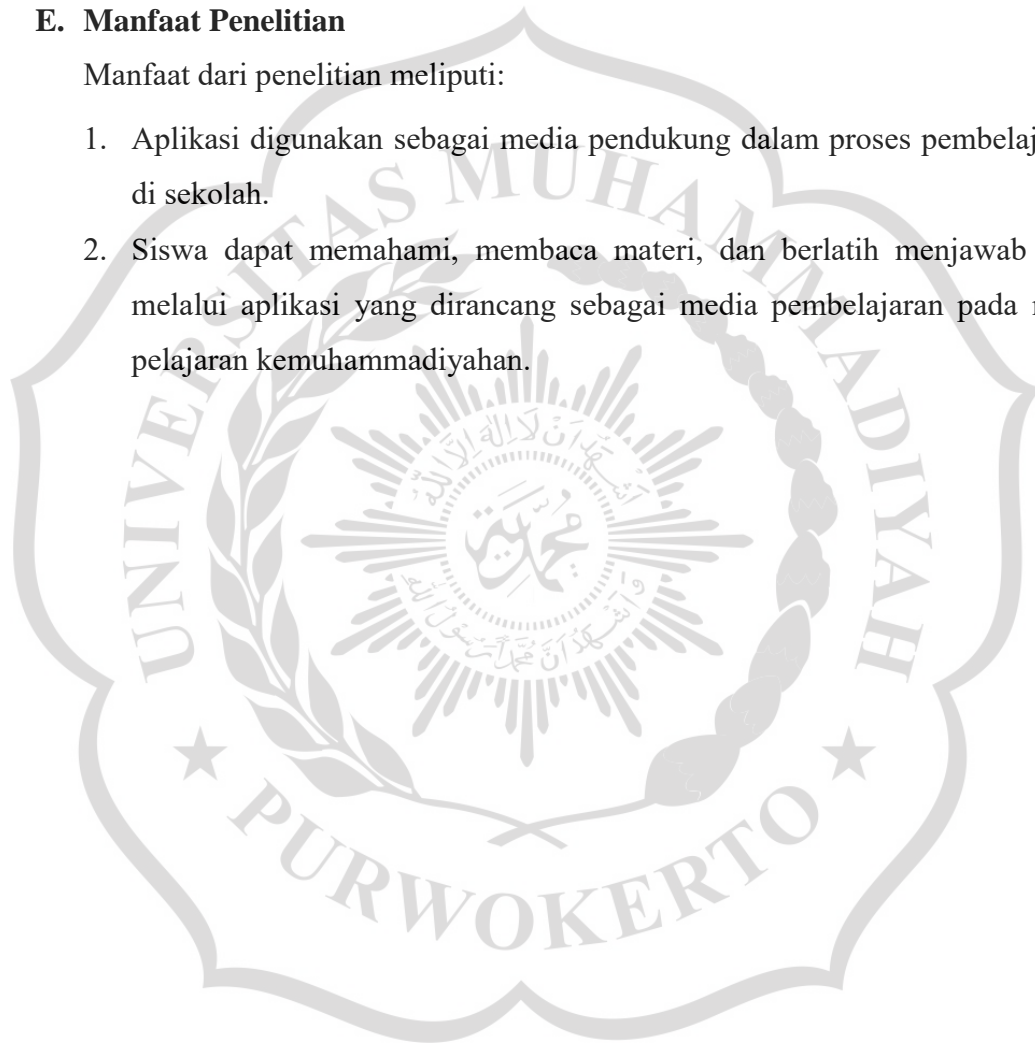 E. Manfaat Penelitian
Manfaat dari penelitian meliputi:
1. Aplikasi digunakan sebagai media pendukung dalam proses
di sekolah.
2. Siswa dapat memahami, membaca materi, dan berlatih menjawab
melalui aplikasi yang dirancang sebagai media pembelajaran pada
pelajaran kemuhammadiyahan.
UNIVERSITAS MUHAMMADIYAH
PURWOKERTO